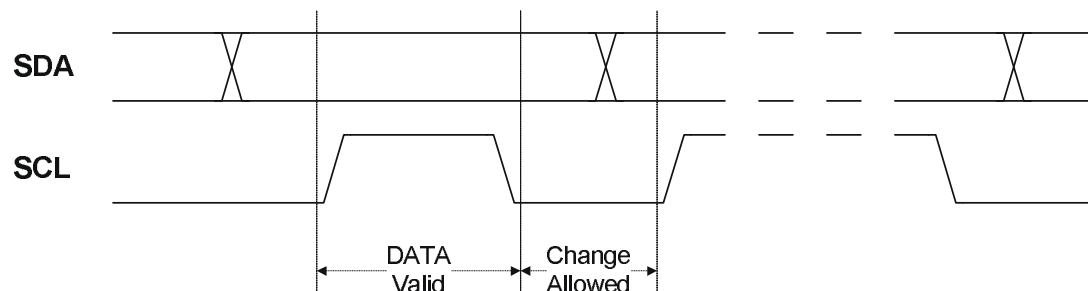 SDA
SCL
DATA
Valid
Change
Allowed